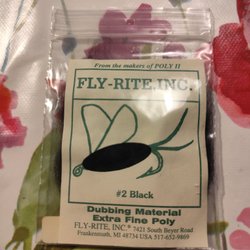 From the makers of POLY II
FLY-RITE, INC.
#2 Black
Dubbing Material
Extra Fine Poly
FLY-RITE, INC.® 7421 South Beyer Road
Frankenmuth, MI 48734 USA 517-652-9869